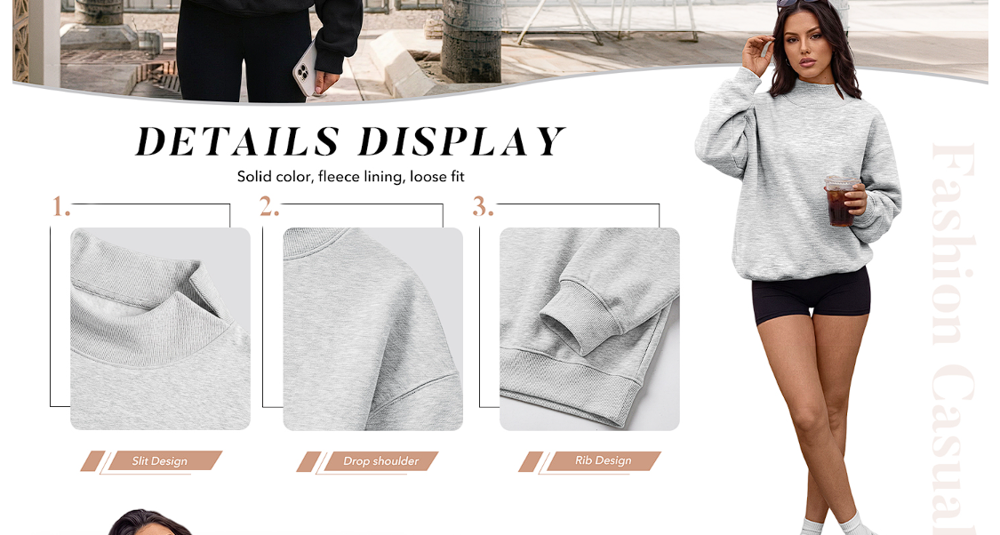 DETAILS DISPLAY
Solid color, fleece lining, loose fit
1.
2.
3.
Slit Design
Drop shoulder
Rib Design
Fashion Casual